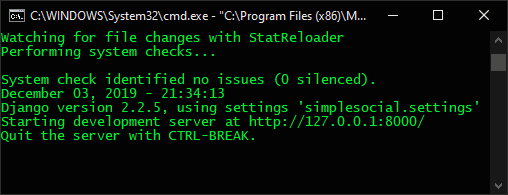 C:\WINDOWS\System32\cmd.exe - "C:\Program Files (x86)\M...
Watching for file changes with StatReloader
Performing system checks...
System check identified no issues (0 silenced).
December 03, 2019 - 21:34:13
Django version 2.2.5, using settings 'simplesocial.settings'
Starting development server at http://127.0.0.1:8000/
Quit the server with CTRL-BREAK.